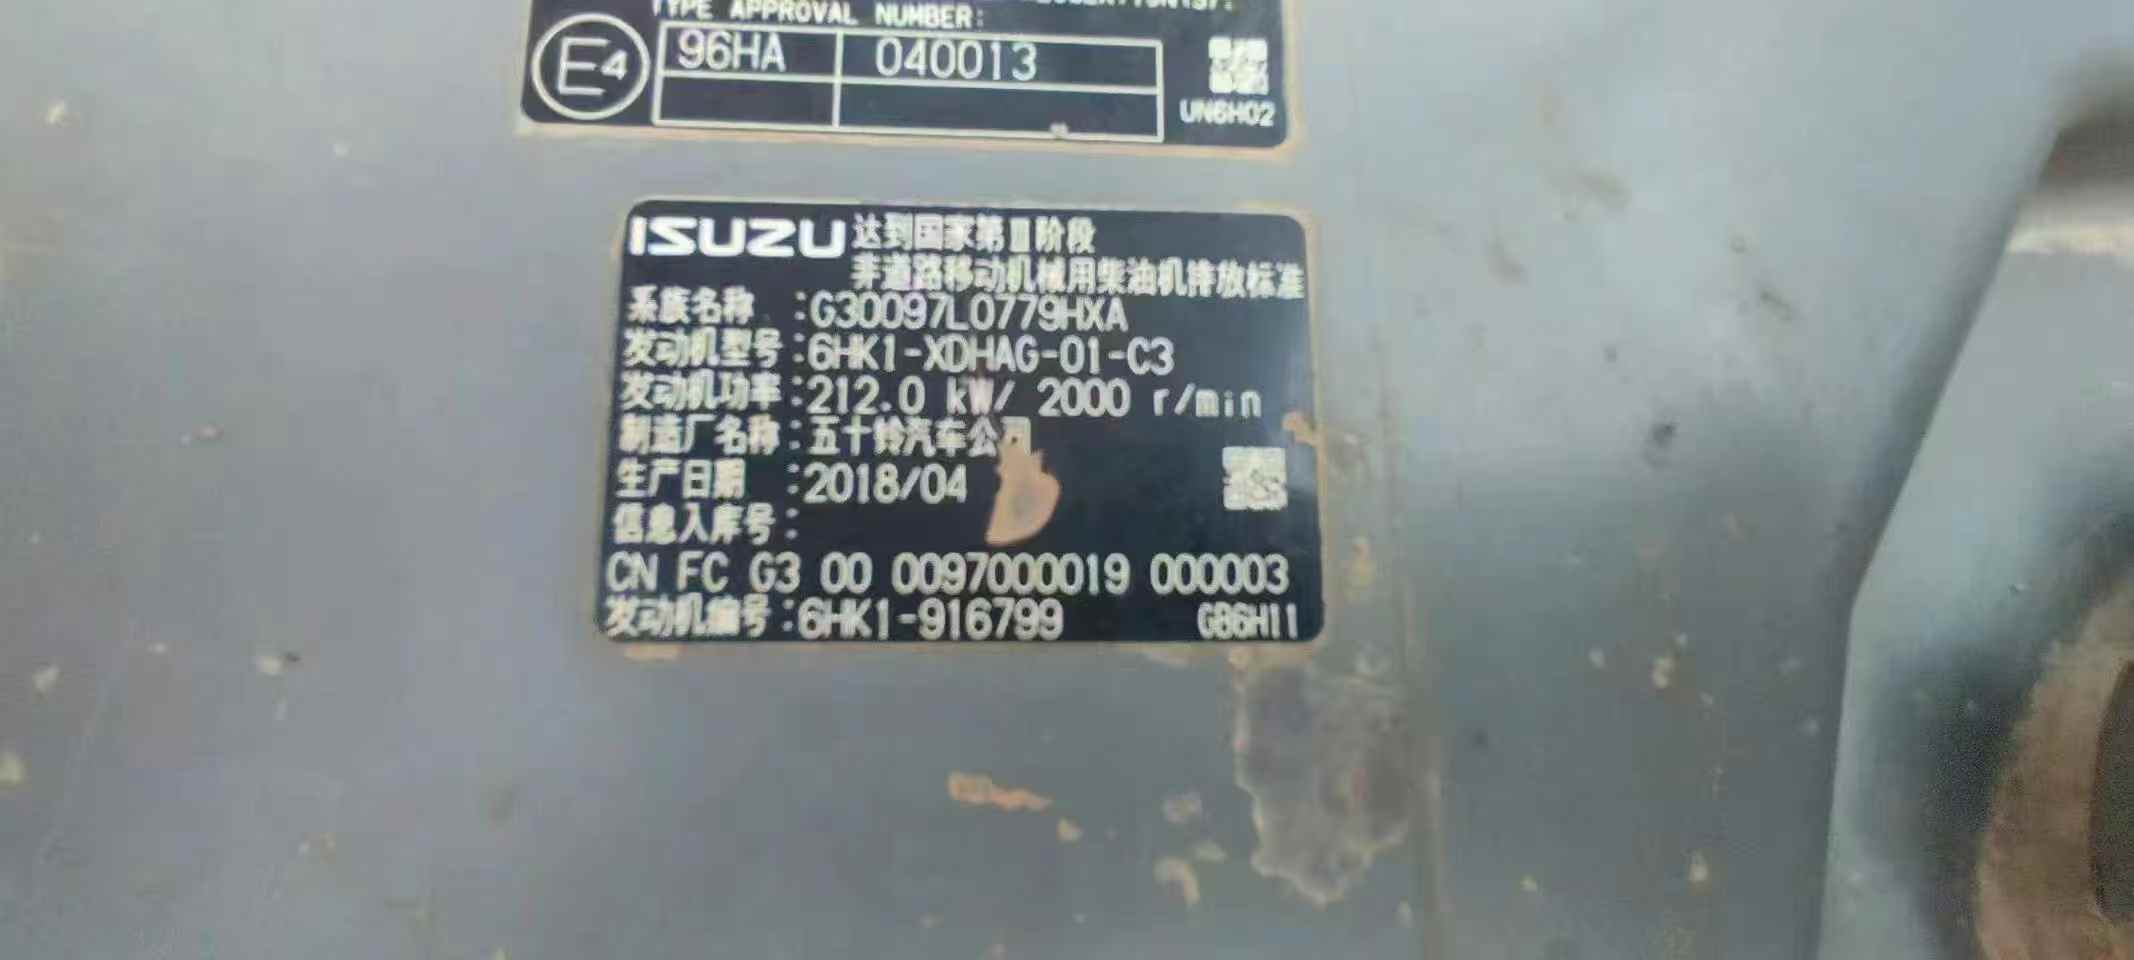 TYPE APPROVAL NUMBER:
E4
96HA 040013
UN6H02
ISUZU 达到国家第Ⅲ阶段
非道路移动机械用柴油机排放标准
系族名称 :G30097L0779HXA
发动机型号:6HK1-XDHAG-01-C3
发动机功率:212.0 kW/ 2000 r/min
制造厂名称:五十铃汽车公司
生产日期 :2018/04
信息入库号:
CN FC G3 00 0097000019 000003
发动机编号:6HK1-916799
GB6H11